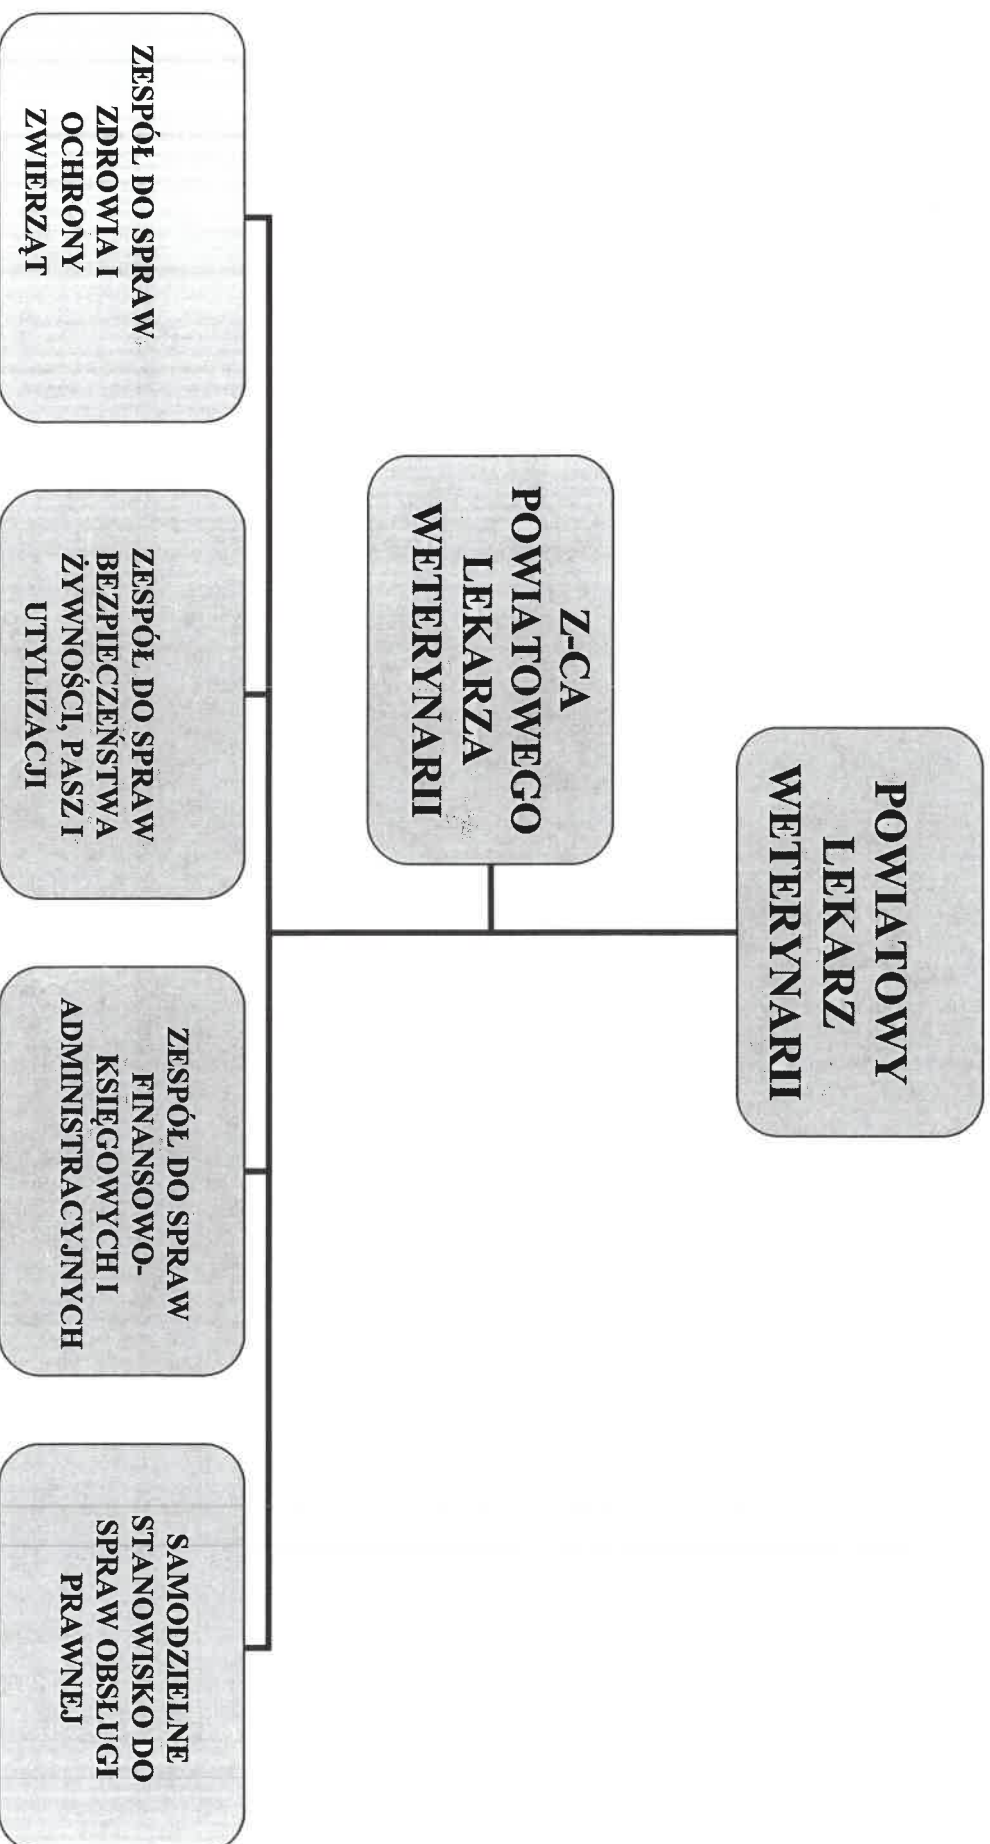 POWIATOWY
LEKARZ
WETERYNARII
Z-CA
POWIATOWEGO
LEKARZA
WETERYNARII
ZESPÓŁ DO SPRAW
ZDROWIA I
OCHRONY
ZWIERZĄT
ZESPÓŁ DO SPRAW
BEZPIECZEŃSTWA
ŻYWNOŚCI, PASZ I
UTYLIZACJI
ZESPÓŁ DO SPRAW
FINANSOWO-
KSIĘGOWYCH I
ADMINISTRACYJNYCH
SAMODZIELNE
STANOWISKO DO
SPRAW OBSŁUGI
PRAWNEJ